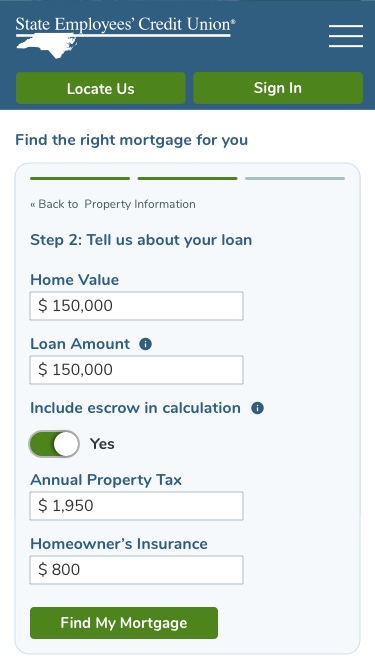 State Employees' Credit Union®
Locate Us
Sign In
Find the right mortgage for you
« Back to Property Information
Step 2: Tell us about your loan
Home Value
$ 150,000
Loan Amount
$ 150,000
Include escrow in calculation
Yes
Annual Property Tax
$ 1,950
Homeowner’s Insurance
$ 800
Find My Mortgage